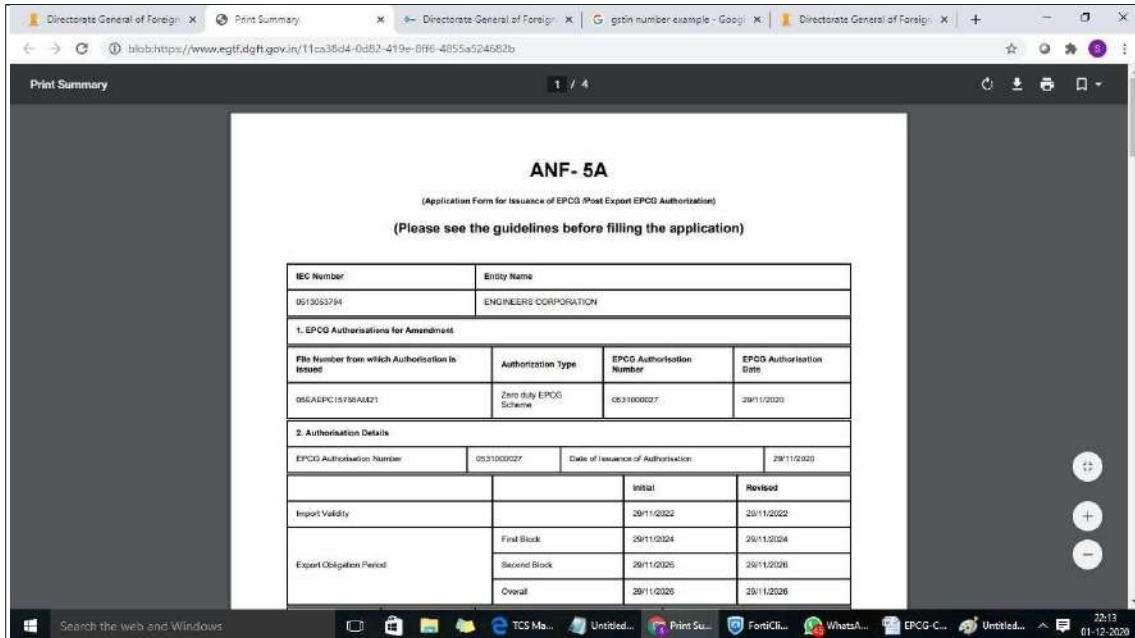 Directorate General of Foreign
Print Summary
Directorate General of Foreign
gstin number example - Googl
Directorate General of Foreign
blob:https://www.egtf.dgft.gov.in/11ca38d4-0d82-419e-8ff6-4855a524682b
S
Print Summary
1 / 4
ANF- 5A
(Application Form for Issuance of EPCG /Post Export EPCG Authorization)
(Please see the guidelines before filling the application)
IEC Number Entity Name
0513053794 ENGINEERS CORPORATION
1. EPCG Authorisations for Amendment
File Number from which Authorisation is issued Authorization Type EPCG Authorisation Number EPCG Authorisation Date
05EAEPC15756AM21 Zero duty EPCG Scheme 0531000027 29/11/2020
2. Authorisation Details
EPCG Authorisation Number 0531000027 Date of Issuance of Authorisation 29/11/2020
Initial Revised
Import Validity 29/11/2022 29/11/2022
Export Obligation Period First Block 29/11/2024 29/11/2024
Second Block 29/11/2026 29/11/2026
Overall 29/11/2026 29/11/2026
Search the web and Windows
TCS Ma... Untitled... Print Su... FortiCli... WhatsA... EPCG-C... Untitled...
22:13
01-12-2020